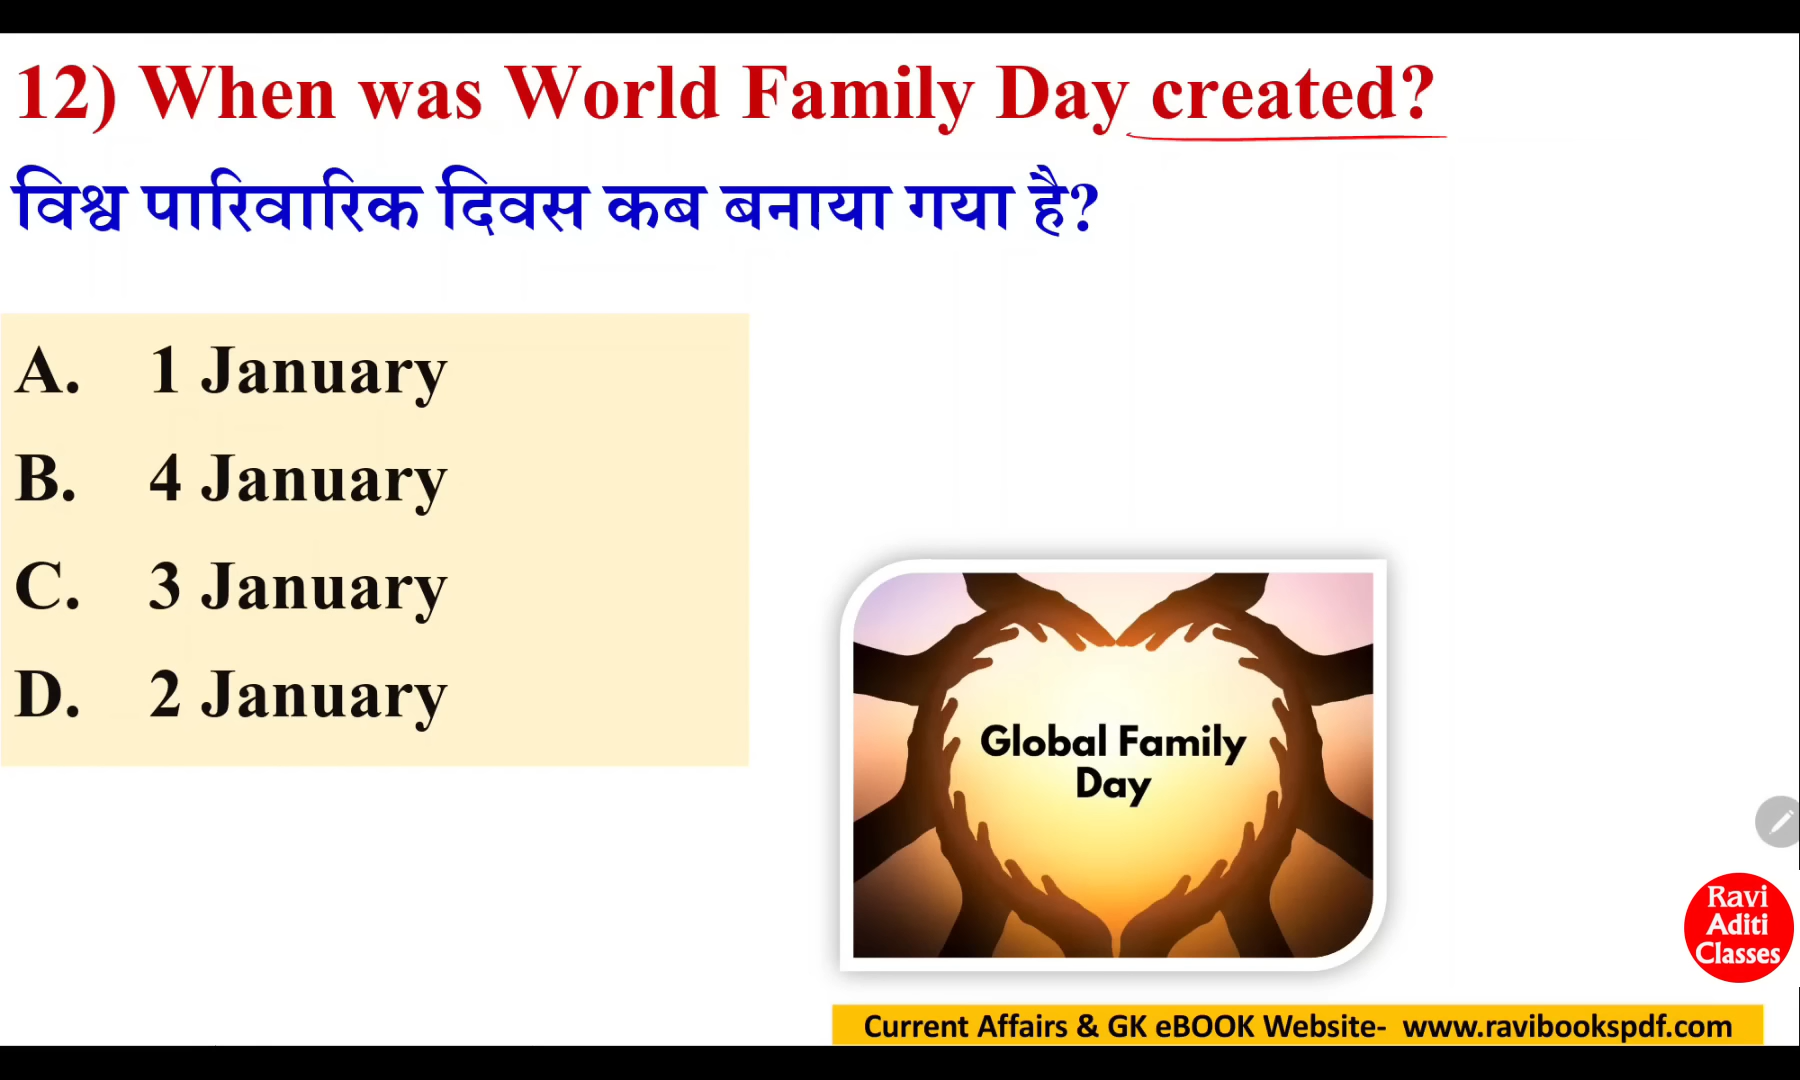 12) When was World Family Day created?
विश्व पारिवारिक दिवस कब बनाया गया है?
A. 1 January
B. 4 January
C. 3 January
D. 2 January
Global Family
Day
Ravi
Aditi
Classes
Current Affairs & GK eBOOK Website- www.ravibookspdf.com